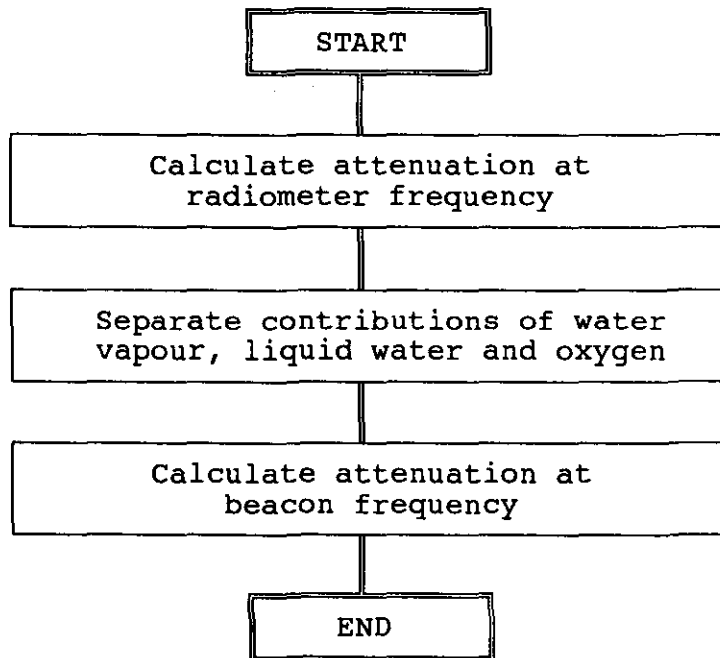 START
Calculate attenuation at
radiometer frequency
Separate contributions of water
vapour, liquid water and oxygen
Calculate attenuation at
beacon frequency
END